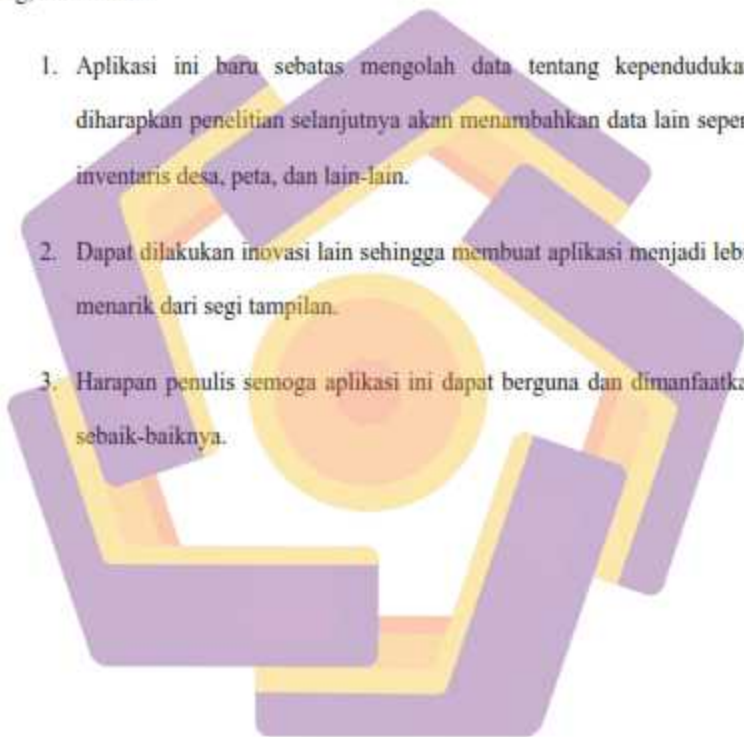 1. Aplikasi ini baru sebatas mengolah data tentang kependuduka
diharapkan penelitian selanjutnya akan menambahkan data lain seper
inventaris desa, peta, dan lain-lain.
2. Dapat dilakukan inovasi lain sehingga membuat aplikasi menjadi leb
menarik dari segi tampilan.
3. Harapan penulis semoga aplikasi ini dapat berguna dan dimanfaatka
sebaik-baiknya.